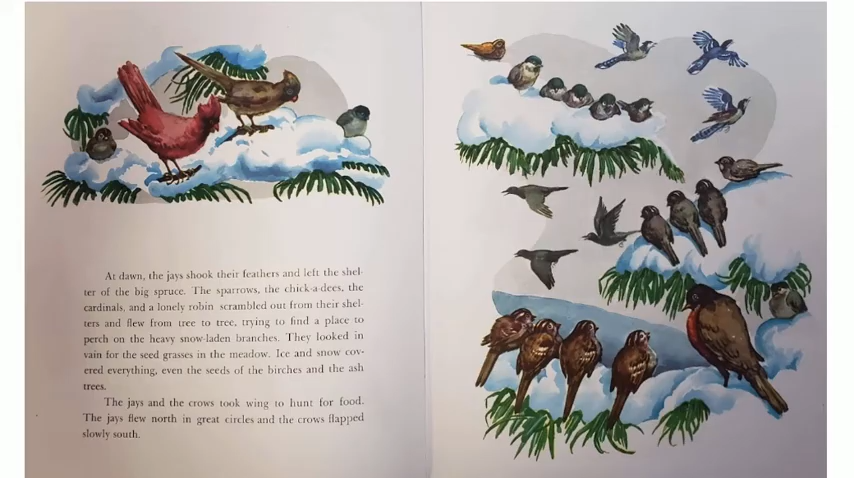 At dawn, the jays shook their feathers and left the shel-
ter of the big spruce. The sparrows, the chick-a-dees, the
cardinals, and a lonely robin scrambled out from their shel-
ters and flew from tree to tree, trying to find a place to
perch on the heavy snow-laden branches. They looked in
vain for the seed grasses in the meadow. Ice and snow cov-
ered everything, even the seeds of the birches and the ash
trees.
The jays and the crows took wing to hunt for food.
The jays flew north in great circles and the crows flapped
slowly south.